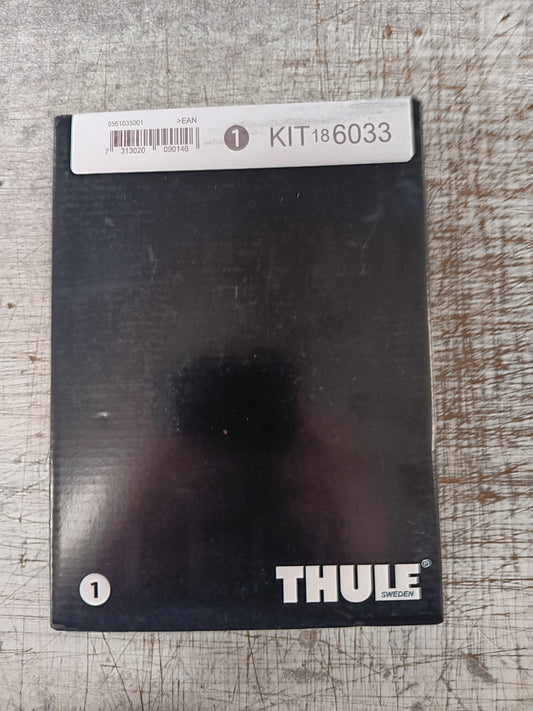 5561035001 >EAN
7 313020 090146
1 KIT 18 6033
1
THULE®
SWEDEN